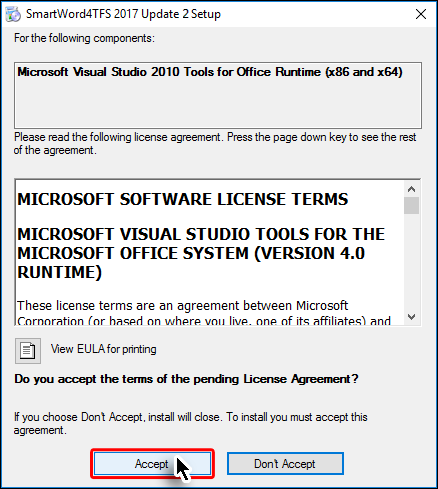 SmartWord4TFS 2017 Update 2 Setup
For the following components:
Microsoft Visual Studio 2010 Tools for Office Runtime (x86 and x64)
Please read the following license agreement. Press the page down key to see the rest
of the agreement.
MICROSOFT SOFTWARE LICENSE TERMS
MICROSOFT VISUAL STUDIO TOOLS FOR THE
MICROSOFT OFFICE SYSTEM (VERSION 4.0
RUNTIME)
These license terms are an agreement between Microsoft
Corporation (or based on where you live, one of its affiliates) and
View EULA for printing
Do you accept the terms of the pending License Agreement?
If you choose Don't Accept, install will close. To install you must accept this
agreement.
Accept Don't Accept